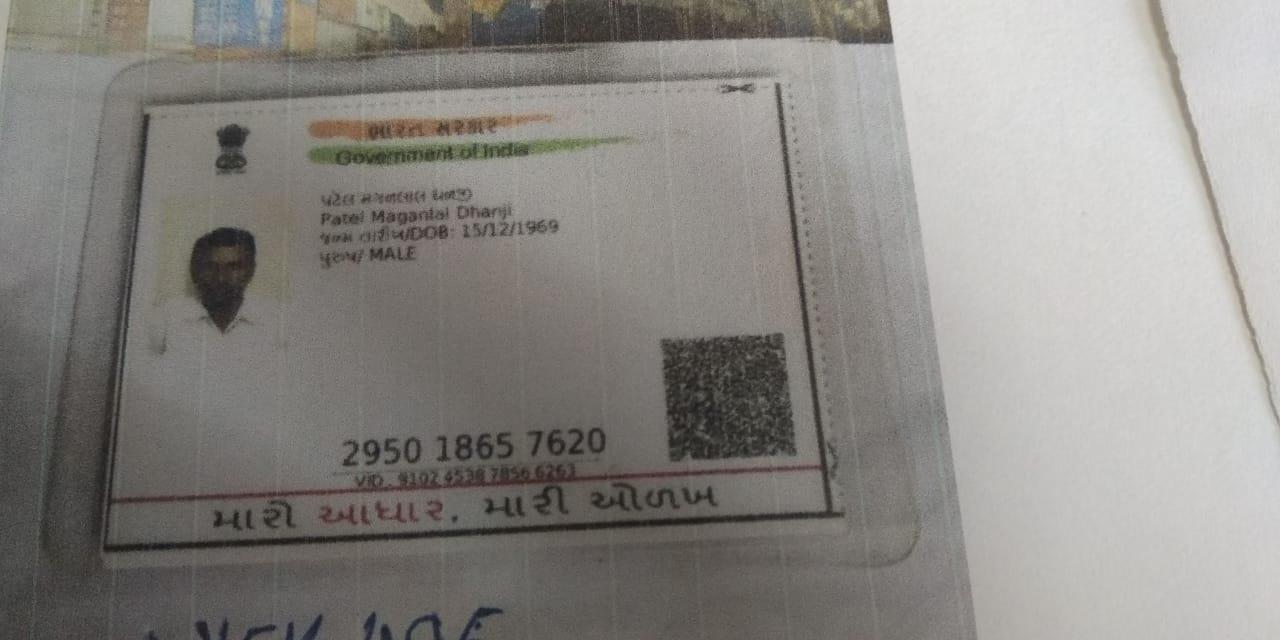 ભારત સરકાર
Government of India
પટેલ મગનલાલ ધનજી
Patel Maganlal Dhanji
જન્મ તારીખ/DOB: 15/12/1969
પુરુષ/ MALE
2950 1865 7620
VID : 9102 4538 7856 6263
મારો આધાર, મારી ઓળખ